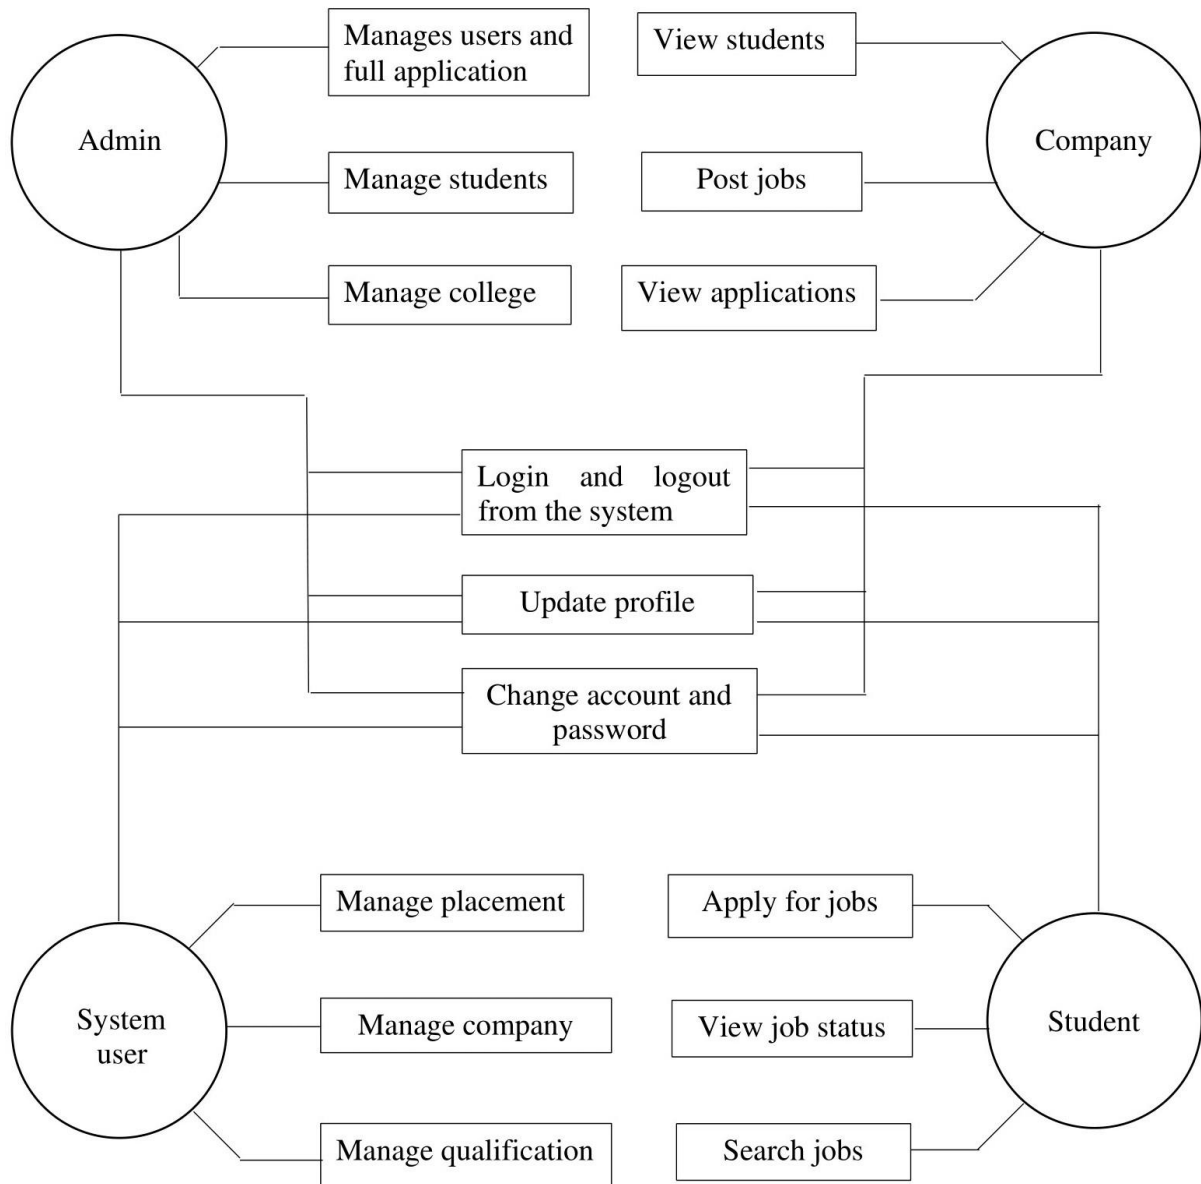 Manages users and
full application
View students
Admin
Company
Manage students
Post jobs
Manage college
View applications
Login and logout
from the system
Update profile
Change account and
password
Manage placement
Apply for jobs
System
user
Manage company
View job status
Student
Manage qualification
Search jobs